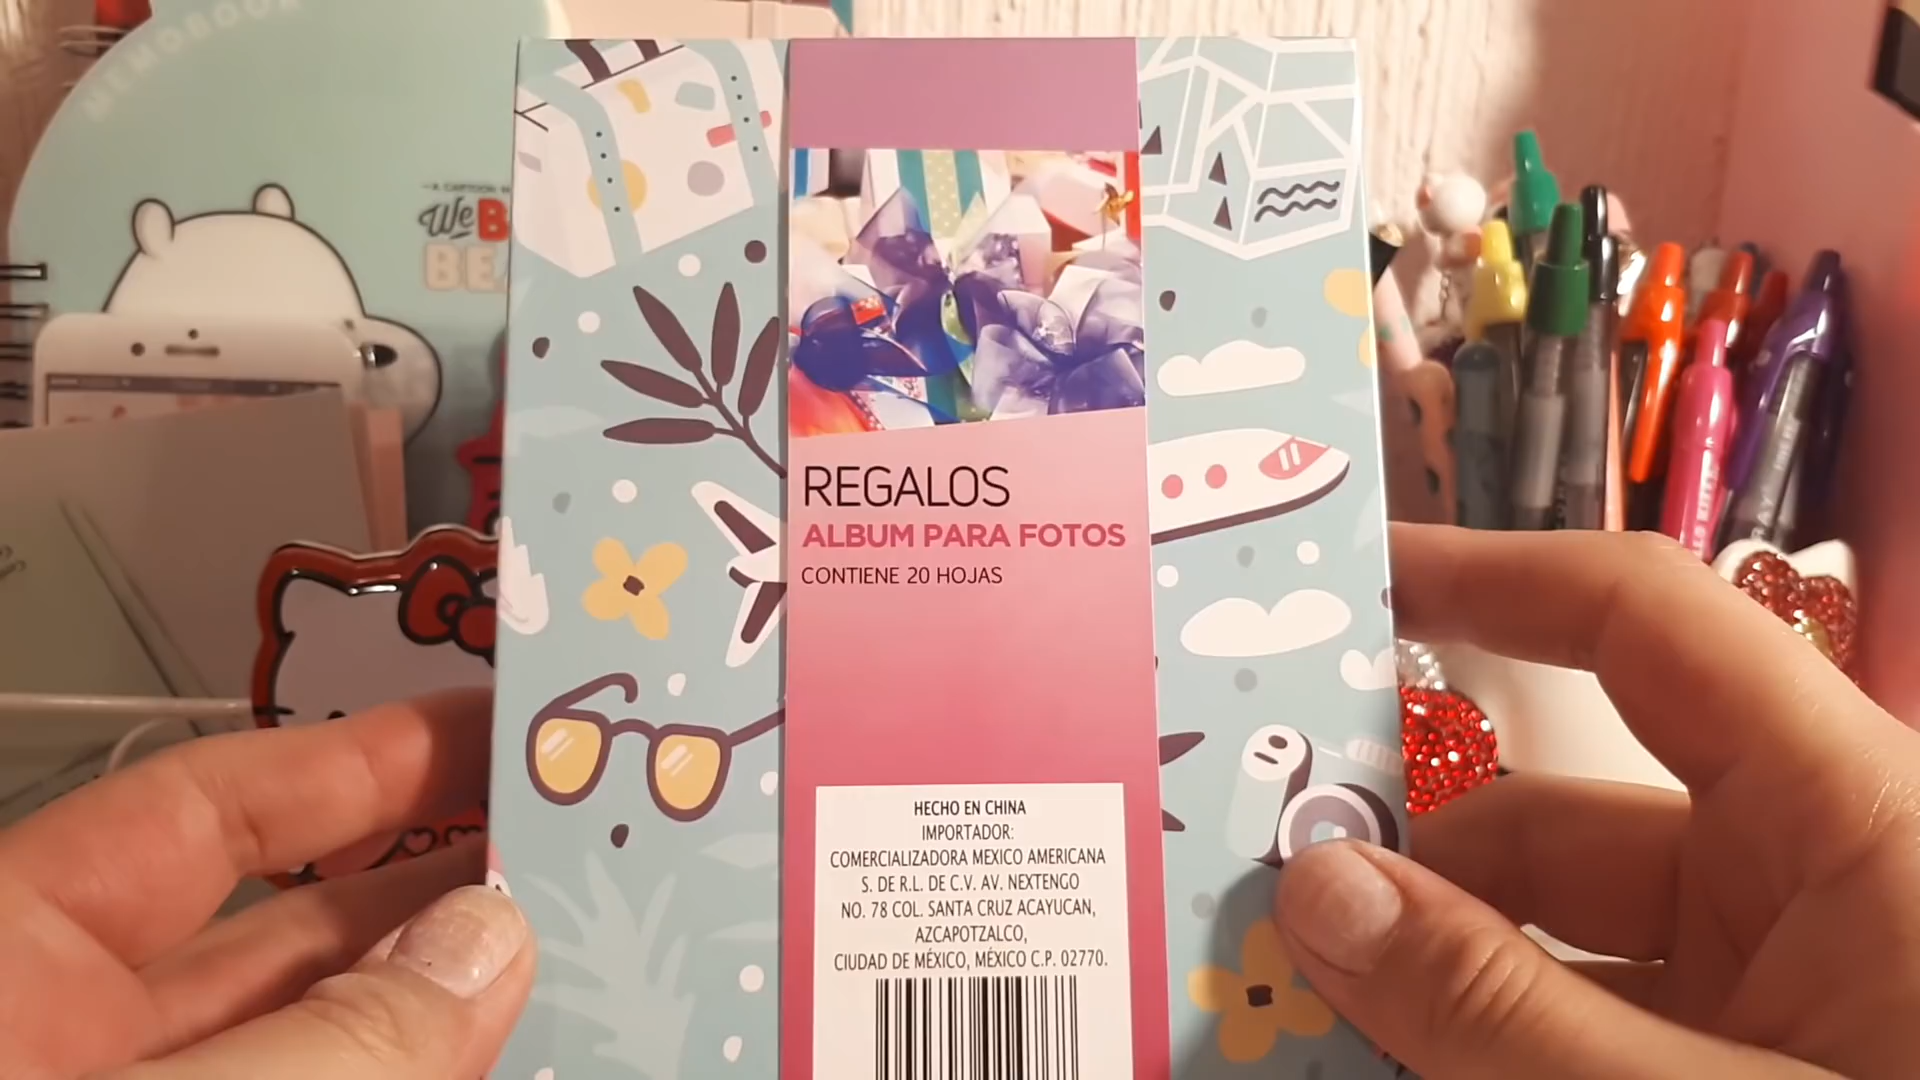 MEMOBOOK
We B
BE
REGALOS
ALBUM PARA FOTOS
CONTIENE 20 HOJAS
HECHO EN CHINA
IMPORTADOR:
COMERCIALIZADORA MEXICO AMERICANA
S. DE R.L. DE C.V. AV. NEXTENGO
NO. 78 COL. SANTA CRUZ ACAYUCAN,
AZCAPOTZALCO,
CIUDAD DE MÉXICO, MÉXICO C.P. 02770.